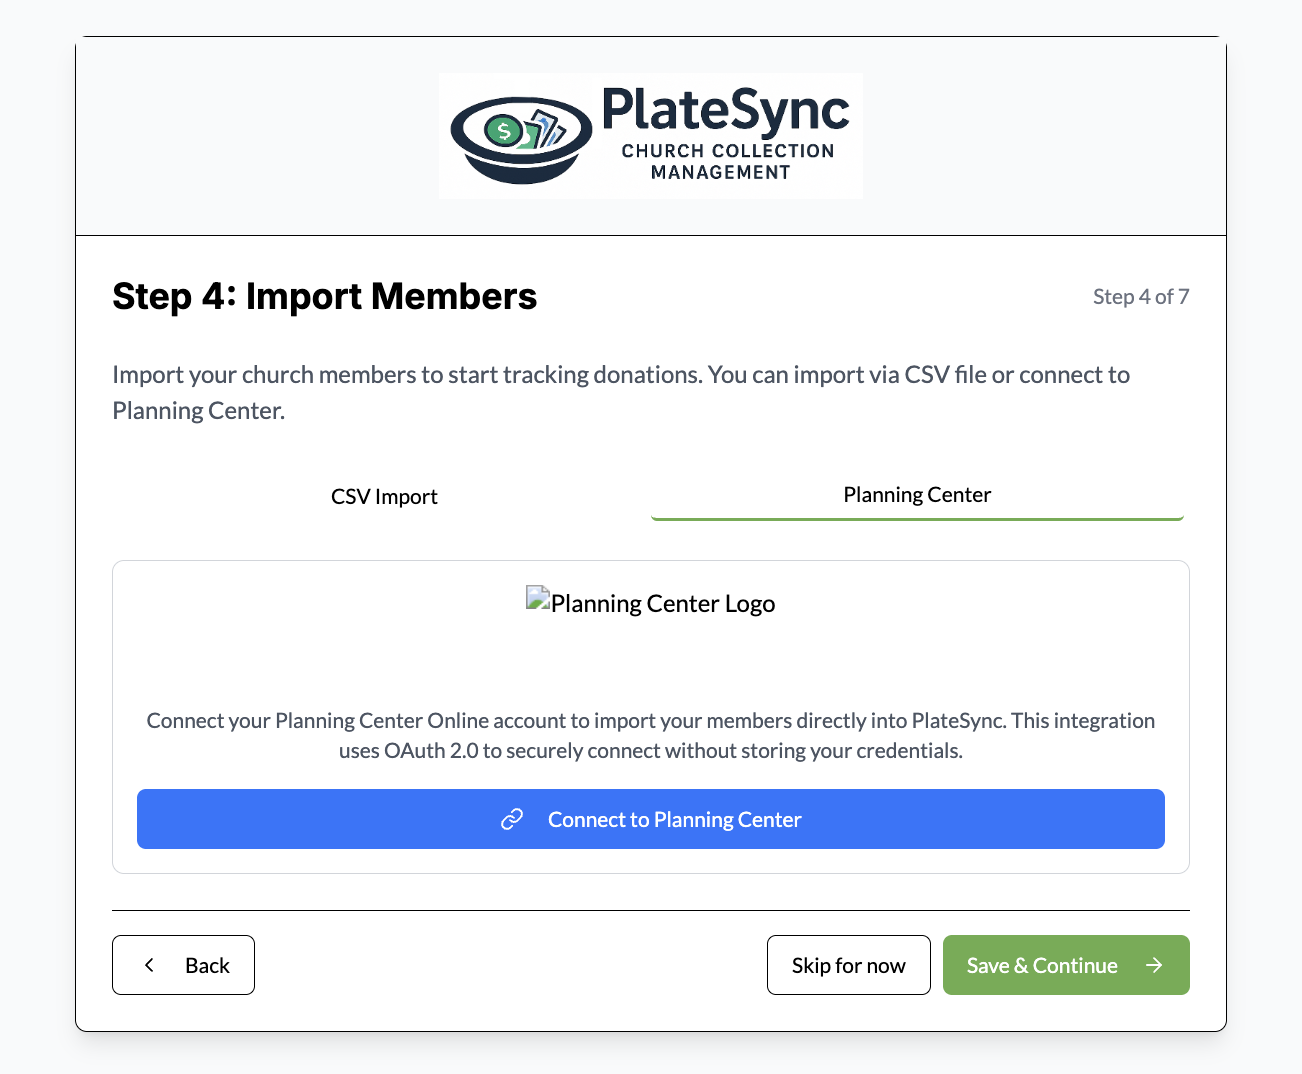 $
PlateSync
CHURCH COLLECTION
MANAGEMENT
Step 4: Import Members
Step 4 of 7
Import your church members to start tracking donations. You can import via CSV file or connect to
Planning Center.
CSV Import
Planning Center
Planning Center Logo
Connect your Planning Center Online account to import your members directly into PlateSync. This integration
uses OAuth 2.0 to securely connect without storing your credentials.
Connect to Planning Center
Back
Skip for now
Save & Continue